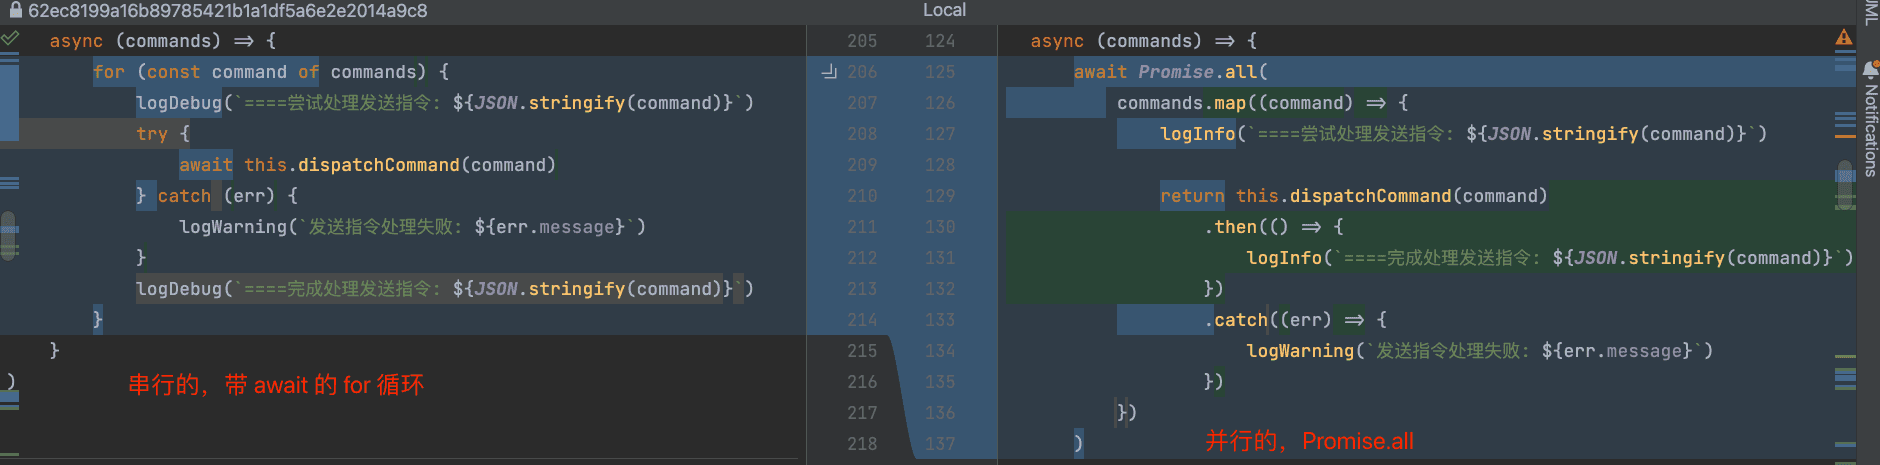 62ec8199a16b89785421b1a1df5a6e2e2014a9c8
Local
async (commands) => {
for (const command of commands) {
logDebug(`====尝试处理发送指令: ${JSON.stringify(command)}`)
try {
await this.dispatchCommand(command)
} catch (err) {
logWarning(`发送指令处理失败: ${err.message}`)
}
logDebug(`====完成处理发送指令: ${JSON.stringify(command)}`)
}
}
)
串行的，带 await 的 for 循环
205 124
206 125
207 126
208 127
209 128
210 129
211 130
212 131
213 132
214 133
215 134
216 135
217 136
218 137
async (commands) => {
await Promise.all(
commands.map((command) => {
logInfo(`====尝试处理发送指令: ${JSON.stringify(command)}`)
return this.dispatchCommand(command)
.then(() => {
logInfo(`====完成处理发送指令: ${JSON.stringify(command)}`)
})
.catch((err) => {
logWarning(`发送指令处理失败: ${err.message}`)
})
})
)
并行的，Promise.all
UML
Notifications